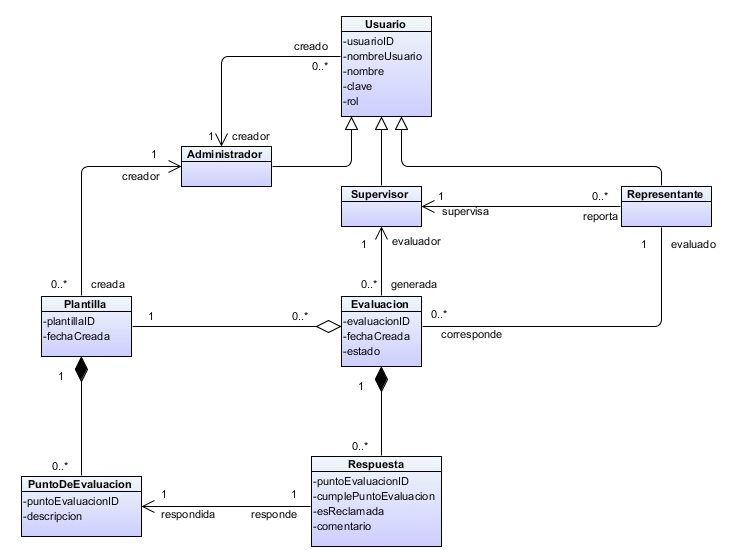 Usuario
-usuarioID
-nombreUsuario
-nombre
-clave
-rol
creado
0..*
1
creador
Administrador
1
creador
Supervisor
1
supervisa
0..*
reporta
Representante
1
evaluador
1
evaluado
0..*
creada
0..*
generada
Plantilla
-plantillaID
-fechaCreada
1
0..*
Evaluacion
-evaluacionID
-fechaCreada
-estado
0..*
corresponde
1
1
0..*
0..*
PuntoDeEvaluacion
-puntoEvaluacionID
-descripcion
1
respondida
1
responde
Respuesta
-puntoEvaluacionID
-cumplePuntoEvaluacion
-esReclamada
-comentario